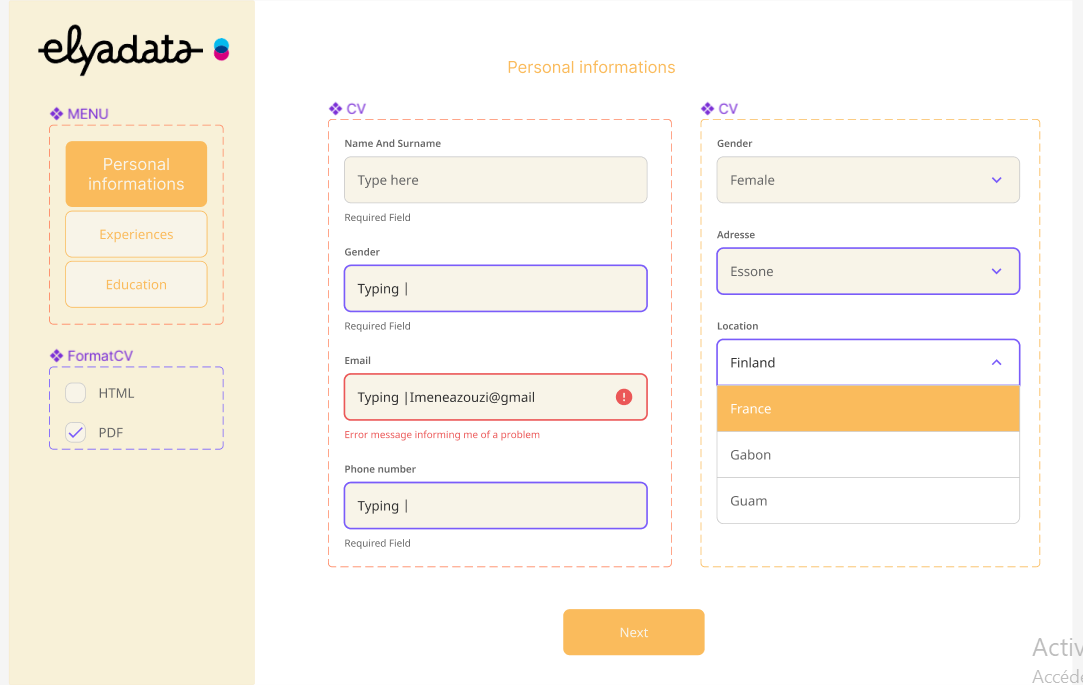 elyadata
MENU
Personal
informations
Experiences
Education
FormatCV
HTML
PDF
Personal informations
CV
Name And Surname
Type here
Required Field
Gender
Typing |
Required Field
Email
Typing |Imeneazouzi@gmail
Error message informing me of a problem
Phone number
Typing |
Required Field
CV
Gender
Female
Adresse
Essone
Location
Finland
France
Gabon
Guam
Next